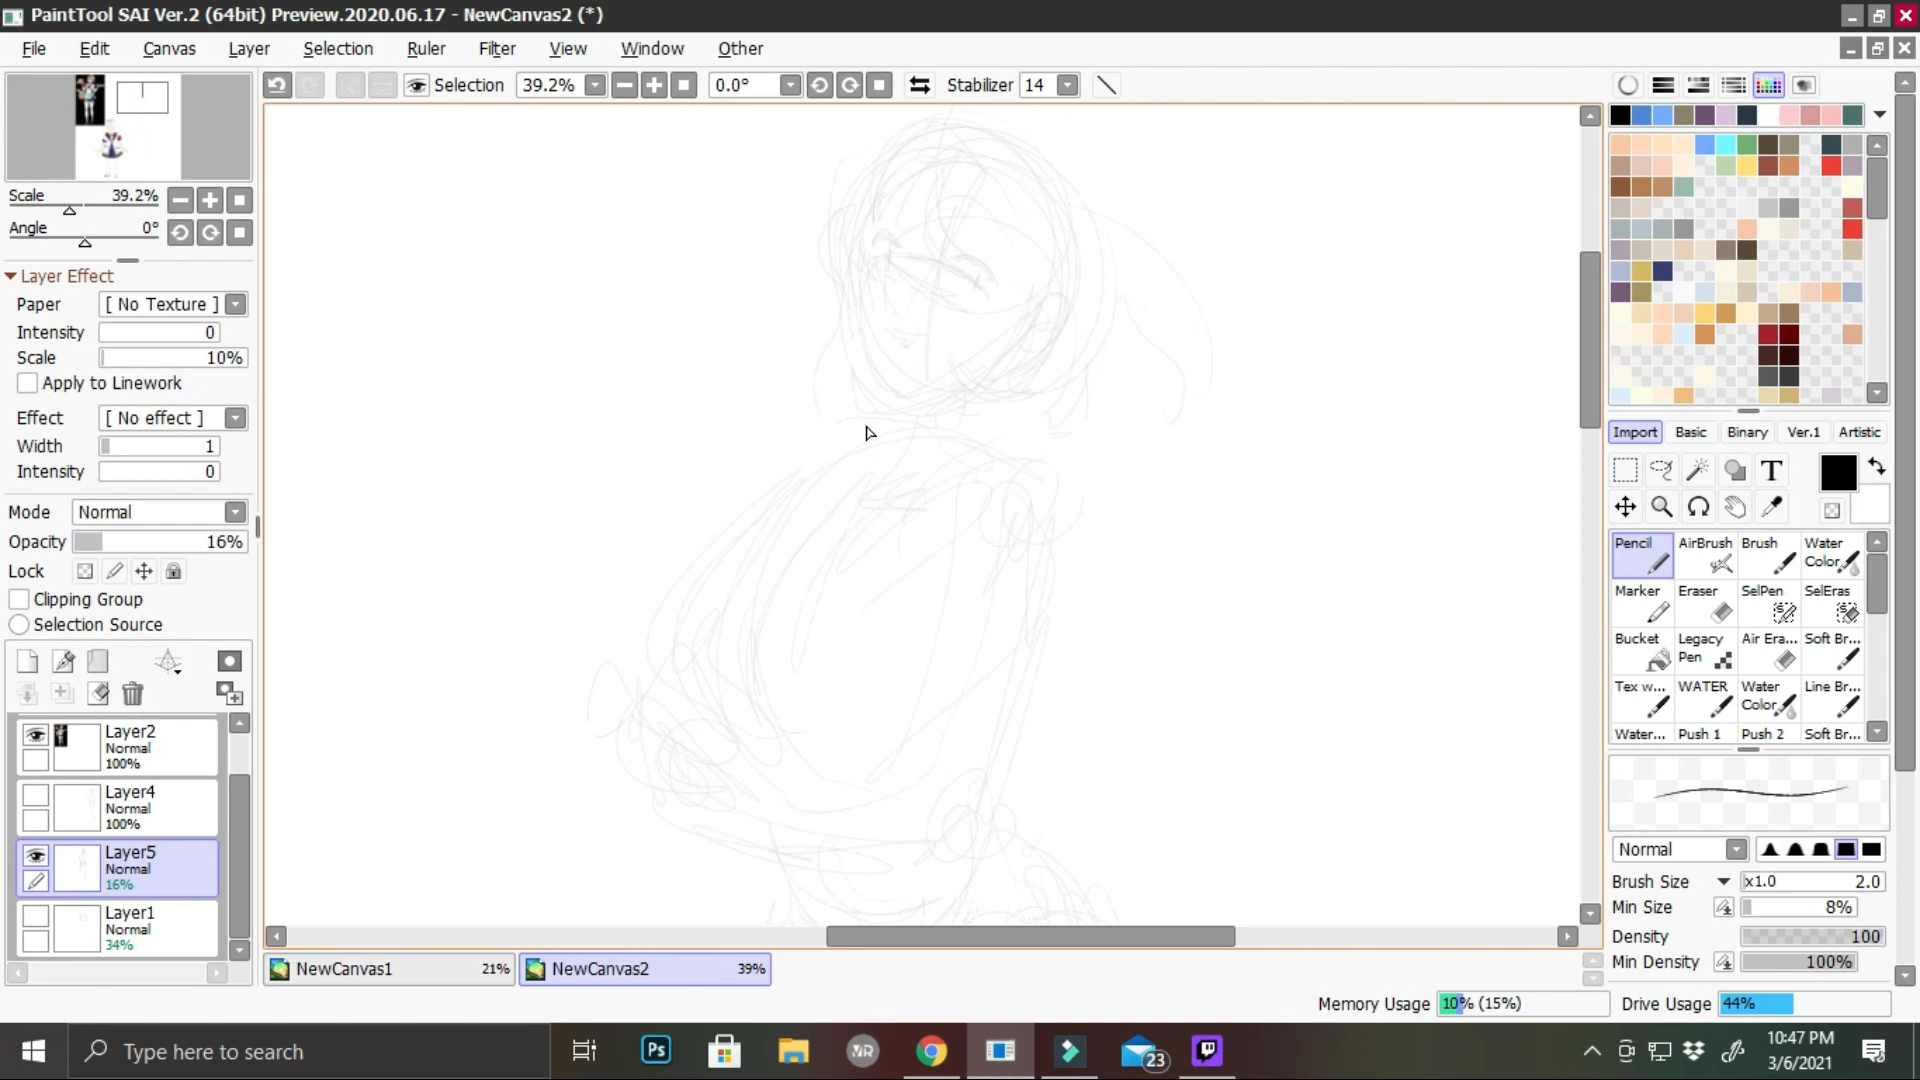 PaintTool SAI Ver.2 (64bit) Preview.2020.06.17 - NewCanvas2 (*)
File Edit Canvas Layer Selection Ruler Filter View Window Other
Selection 39.2% 0.0° Stabilizer 14
Scale 39.2%
Angle 0°
Layer Effect
Paper [ No Texture ]
Intensity 0
Scale 10%
Apply to Linework
Effect [ No effect ]
Width 1
Intensity 0
Mode Normal
Opacity 16%
Lock
Clipping Group
Selection Source
Layer2
Normal
100%
Layer4
Normal
100%
Layer5
Normal
16%
Layer1
Normal
34%
NewCanvas1 21% NewCanvas2 39%
Import Basic Binary Ver.1 Artistic
T
Pencil AirBrush Brush Water Color
Marker Eraser SelPen SelEras
Bucket Legacy Pen Air Era... Soft Br...
Tex w... WATER Water Color Line Br...
Water... Push 1 Push 2 Soft Br...
Normal
Brush Size x1.0 2.0
Min Size 8%
Density 100
Min Density 100%
Memory Usage 10% (15%) Drive Usage 44%
Type here to search
Ps
23
10:47 PM
3/6/2021